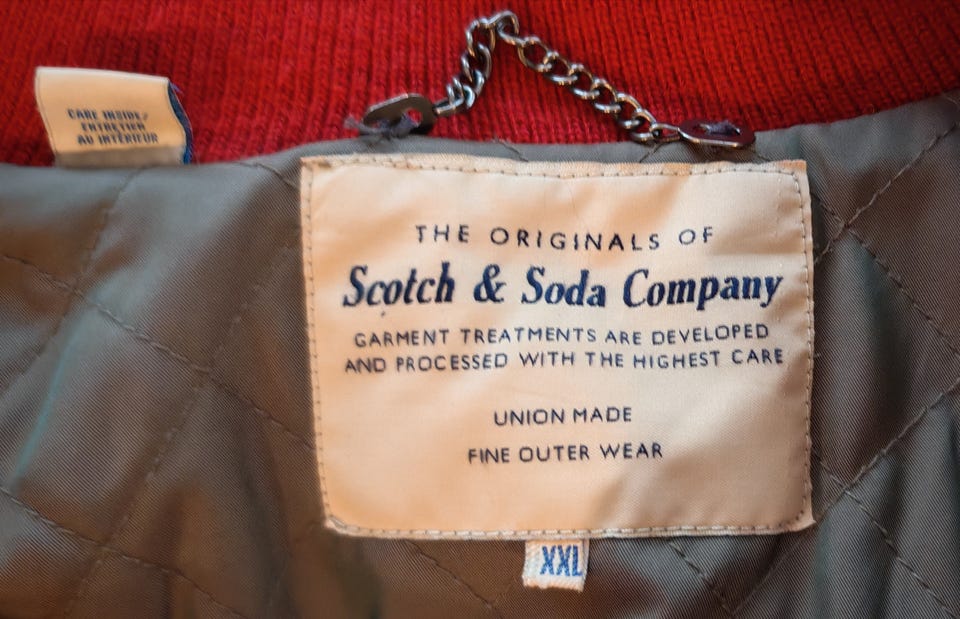 CARE INSIDE/
ENTRETIEN
AU INTÉRIEUR
THE ORIGINALS OF
Scotch & Soda Company
GARMENT TREATMENTS ARE DEVELOPED
AND PROCESSED WITH THE HIGHEST CARE
UNION MADE
FINE OUTER WEAR
XXL